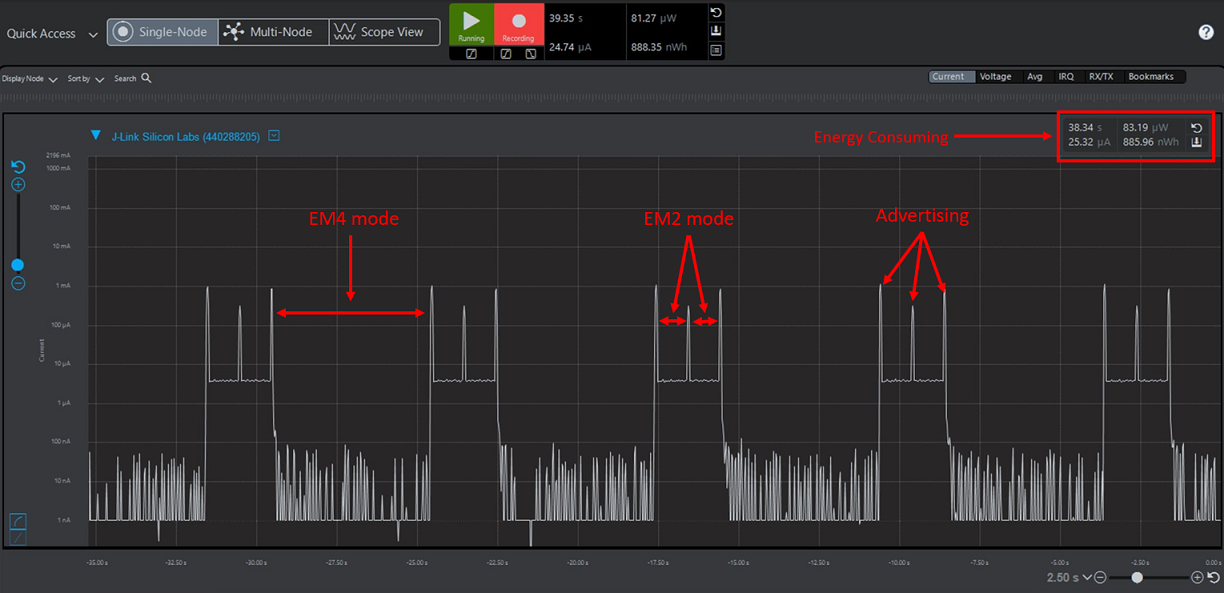 Quick Access
Single-Node
Multi-Node
Scope View
Running
Recording
39.35 s
81.27 µW
24.74 µA
888.35 nWh
Display Node
Sort by
Search
Current
Voltage
Avg
IRQ
RX/TX
Bookmarks
J-Link Silicon Labs (440288205)
Energy Consuming
38.34 s
83.19 µW
25.32 µA
885.96 nWh
2186 mA
1000 mA
100 mA
10 mA
1 mA
100 µA
10 µA
1 µA
100 nA
10 nA
1 nA
Current
EM4 mode
EM2 mode
Advertising
-35.00 s
-32.50 s
-30.00 s
-27.50 s
-25.00 s
-22.50 s
-20.00 s
-17.50 s
-15.00 s
-12.50 s
-10.00 s
-7.50 s
-5.00 s
-2.50 s
0.00 s
2.50 s